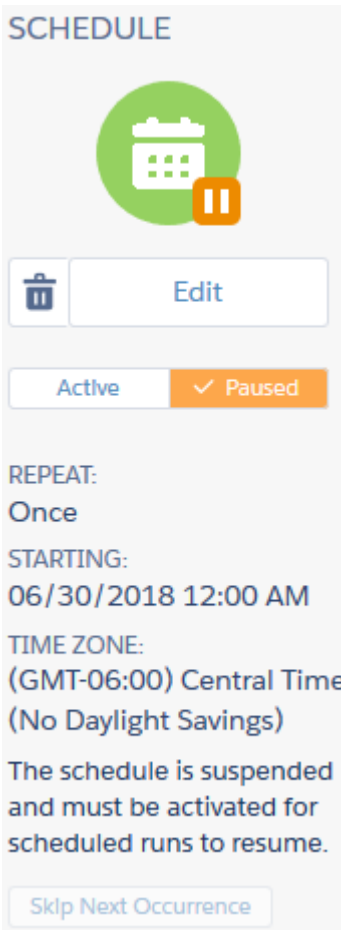 SCHEDULE
Edit
Active
Paused
REPEAT:
Once
STARTING:
06/30/2018 12:00 AM
TIME ZONE:
(GMT-06:00) Central Time
(No Daylight Savings)
The schedule is suspended
and must be activated for
scheduled runs to resume.
Skip Next Occurrence